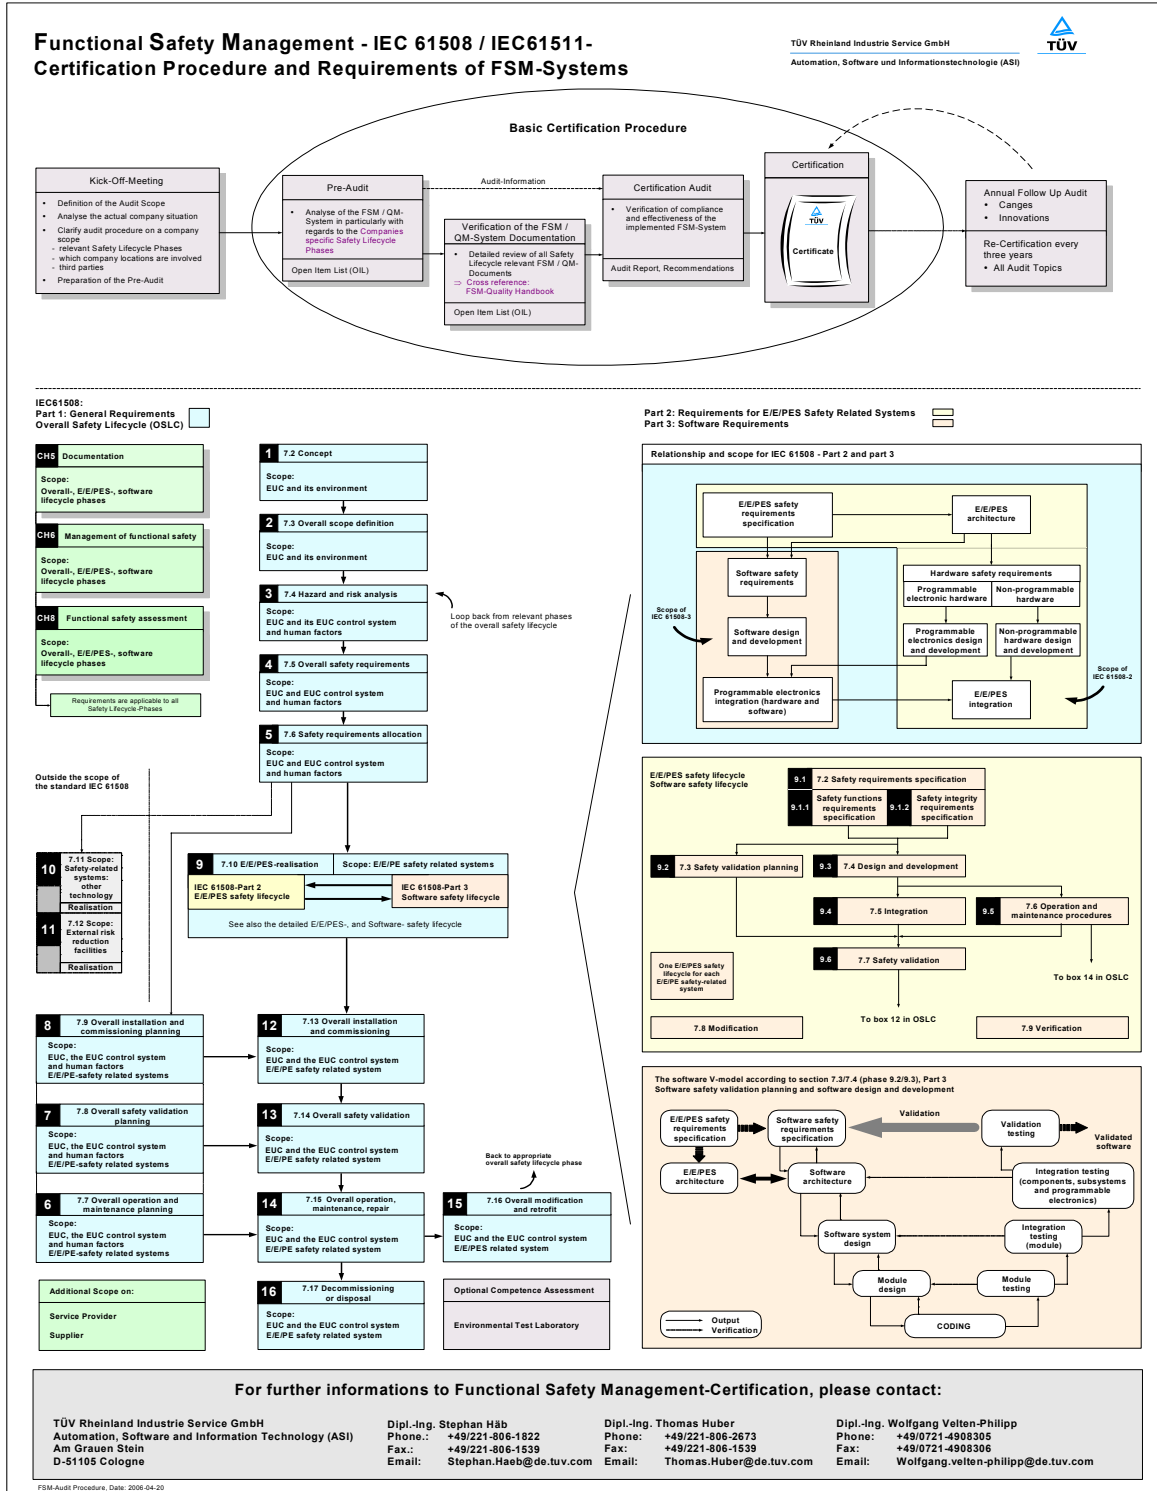 Functional Safety Management - IEC 61508 / IEC61511-
Certification Procedure and Requirements of FSM-Systems
TÜV Rheinland Industrie Service GmbH
Automation, Software und Informationstechnologie (ASI)
TÜV
Basic Certification Procedure
Kick-Off-Meeting
• Definition of the Audit Scope
• Analyse the actual company situation
• Clarify audit procedure on a company
scope
- relevant Safety Lifecycle Phases
- which company locations are involved
- third parties
• Preparation of the Pre-Audit
Pre-Audit
• Analyse of the FSM / QM-
System in particularly with
regards to the Companies
specific Safety Lifecycle
Phases
Open Item List (OIL)
Audit-Information
Verification of the FSM /
QM-System Documentation
• Detailed review of all Safety
Lifecycle relevant FSM / QM-
Documents
⇒ Cross reference:
FSM-Quality Handbook
Open Item List (OIL)
Certification Audit
• Verification of compliance
and effectiveness of the
implemented FSM-System
Audit Report, Recommendations
Certification
TÜV
Certificate
Annual Follow Up Audit
• Canges
• Innovations
Re-Certification every
three years
• All Audit Topics
IEC61508:
Part 1: General Requirements
Overall Safety Lifecycle (OSLC)
CH5 Documentation
Scope:
Overall-, E/E/PES-, software
lifecycle phases
CH6 Management of functional safety
Scope:
Overall-, E/E/PES-, software
lifecycle phases
CH8 Functional safety assessment
Scope:
Overall-, E/E/PES-, software
lifecycle phases
Requirements are applicable to all
Safety Lifecycle-Phases
1 7.2 Concept
Scope:
EUC and its environment
2 7.3 Overall scope definition
Scope:
EUC and its environment
3 7.4 Hazard and risk analysis
Scope:
EUC and its EUC control system
and human factors
Loop back from relevant phases
of the overall safety lifecycle
4 7.5 Overall safety requirements
Scope:
EUC and EUC control system
and human factors
5 7.6 Safety requirements allocation
Scope:
EUC and EUC control system
and human factors
Outside the scope of
the standard IEC 61508
10 7.11 Scope:
Safety-related
systems:
other
technology
Realisation
11 7.12 Scope:
External risk
reduction
facilities
Realisation
9 7.10 E/E/PES-realisation
Scope: E/E/PE safety related systems
IEC 61508-Part 2
E/E/PES safety lifecycle
IEC 61508-Part 3
Software safety lifecycle
See also the detailed E/E/PES-, and Software- safety lifecycle
8 7.9 Overall installation and
commissioning planning
Scope:
EUC, the EUC control system
and human factors
E/E/PE-safety related systems
7 7.8 Overall safety validation
planning
Scope:
EUC, the EUC control system
and human factors
E/E/PE-safety related systems
6 7.7 Overall operation and
maintenance planning
Scope:
EUC, the EUC control system
and human factors
E/E/PE-safety related systems
12 7.13 Overall installation
and commissioning
Scope:
EUC and the EUC control system
E/E/PE safety related system
13 7.14 Overall safety validation
Scope:
EUC and the EUC control system
E/E/PE safety related system
14 7.15 Overall operation,
maintenance, repair
Scope:
EUC and the EUC control system
E/E/PE safety related system
Back to appropriate
overall safety lifecycle phase
15 7.16 Overall modification
and retrofit
Scope:
EUC and the EUC control system
E/E/PES related system
16 7.17 Decommissioning
or disposal
Scope:
EUC and the EUC control system
E/E/PE safety related system
Additional Scope on:
Service Provider
Supplier
Optional Competence Assessment
Environmental Test Laboratory
Part 2: Requirements for E/E/PES Safety Related Systems
Part 3: Software Requirements
Relationship and scope for IEC 61508 - Part 2 and part 3
E/E/PES safety
requirements
specification
E/E/PES
architecture
Software safety
requirements
Hardware safety requirements
Programmable
electronic hardware
Non-programmable
hardware
Scope of
IEC 61508-3
Software design
and development
Programmable
electronics design
and development
Non-programmable
hardware design
and development
Scope of
IEC 61508-2
Programmable electronics
integration (hardware and
software)
E/E/PES
integration
E/E/PES safety lifecycle
Software safety lifecycle
9.1 7.2 Safety requirements specification
9.1.1 Safety functions
requirements
specification
9.1.2 Safety integrity
requirements
specification
9.2 7.3 Safety validation planning
9.3 7.4 Design and development
9.4 7.5 Integration
9.5 7.6 Operation and
maintenance procedures
9.6 7.7 Safety validation
One E/E/PES safety
lifecycle for each
E/E/PE safety-related
system
To box 14 in OSLC
To box 12 in OSLC
7.8 Modification
7.9 Verification
The software V-model according to section 7.3/7.4 (phase 9.2/9.3), Part 3
Software safety validation planning and software design and development
E/E/PES safety
requirements
specification
Software safety
requirements
specification
Validation
Validation
testing
Validated
software
E/E/PES
architecture
Software
architecture
Integration testing
(components, subsystems
and programmable
electronics)
Software system
design
Integration
testing
(module)
Module
design
Module
testing
CODING
Output
Verification
For further informations to Functional Safety Management-Certification, please contact:
TÜV Rheinland Industrie Service GmbH
Automation, Software and Information Technology (ASI)
Am Grauen Stein
D-51105 Cologne
Dipl.-Ing. Stephan Häb
Phone.: +49/221-806-1822
Fax.: +49/221-806-1539
Email: Stephan.Haeb@de.tuv.com
Dipl.-Ing. Thomas Huber
Phone: +49/221-806-2673
Fax: +49/221-806-1539
Email: Thomas.Huber@de.tuv.com
Dipl.-Ing. Wolfgang Velten-Philipp
Phone: +49/0721-4908305
Fax: +49/0721-4908306
Email: Wolfgang.velten-philipp@de.tuv.com
FSM-Audit Procedure, Date: 2006-04-20